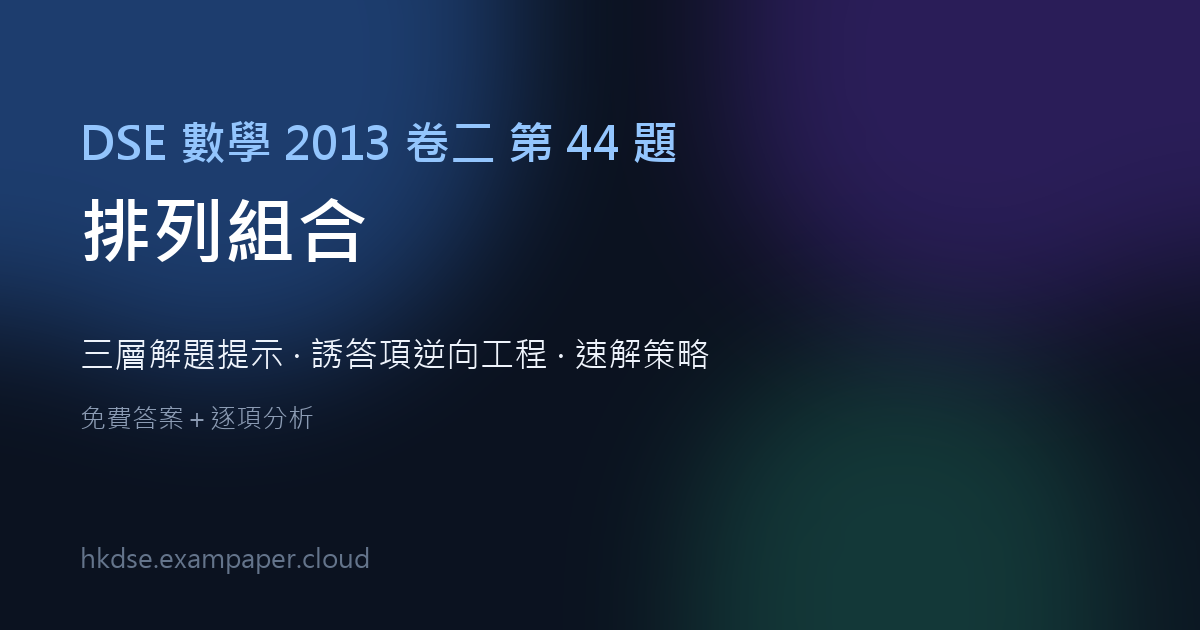 DSE 數學 2013 卷二 第 44 題
排列組合
三層解題提示 · 誘答項逆向工程 · 速解策略
免費答案 + 逐項分析
hkdse.exampaper.cloud